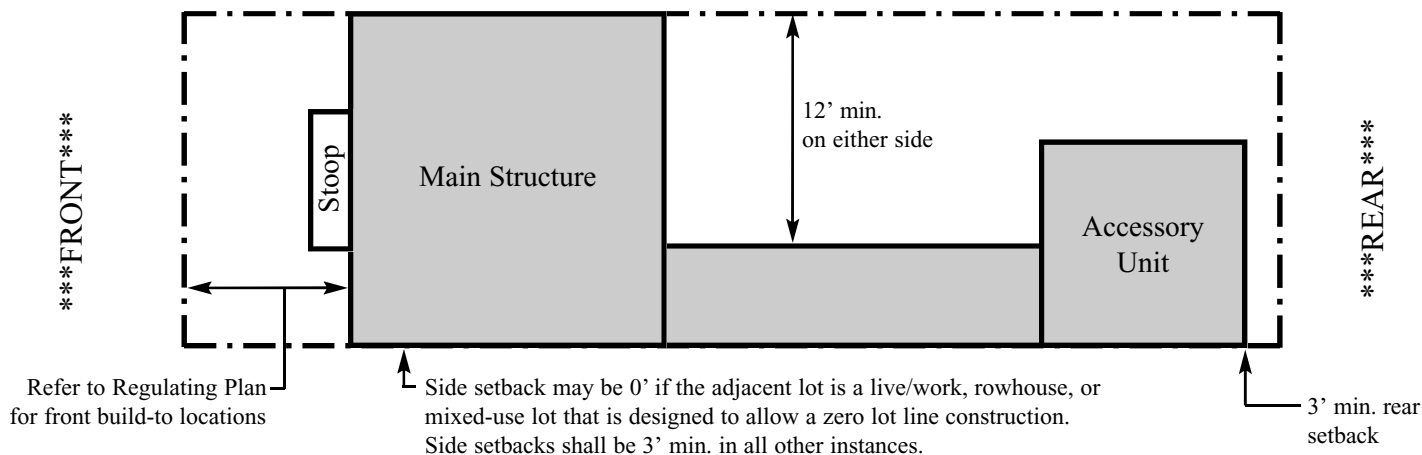 ****FRONT****
Stoop
Main Structure
12’ min.
on either side
Accessory
Unit
***REAR***
Refer to Regulating Plan
for front build-to locations
Side setback may be 0’ if the adjacent lot is a live/work, rowhouse, or
mixed-use lot that is designed to allow a zero lot line construction.
Side setbacks shall be 3’ min. in all other instances.
3’ min. rear
setback